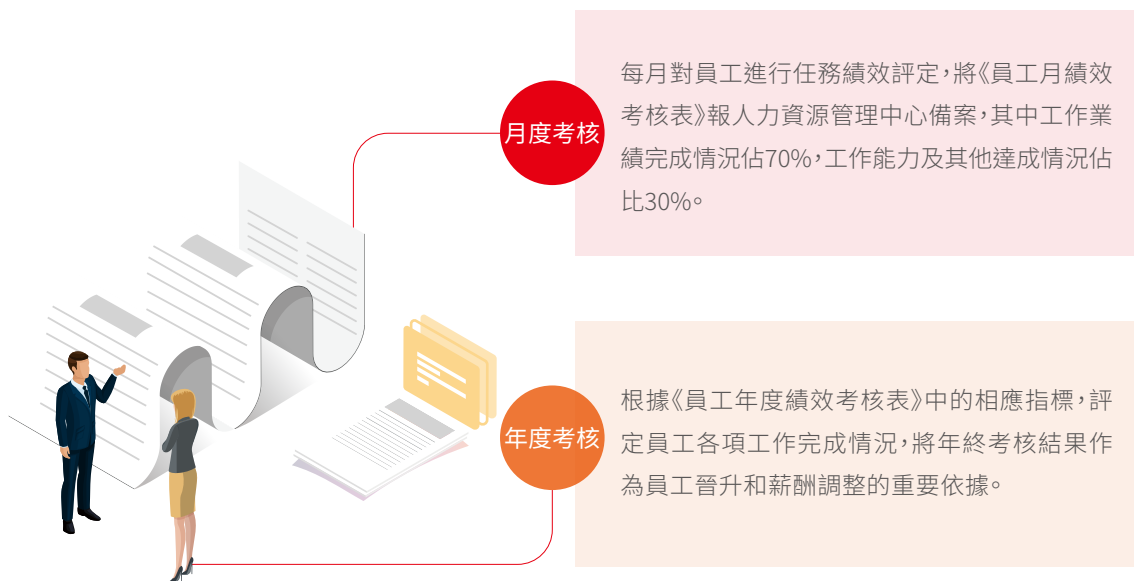 月度考核
每月對員工進行任務績效評定，將《員工月績效
考核表》報人力資源管理中心備案，其中工作業
績完成情況佔70%，工作能力及其他達成情況佔
比30%。
年度考核
根據《員工年度績效考核表》中的相應指標，評
定員工各項工作完成情況，將年終考核結果作
為員工晉升和薪酬調整的重要依據。